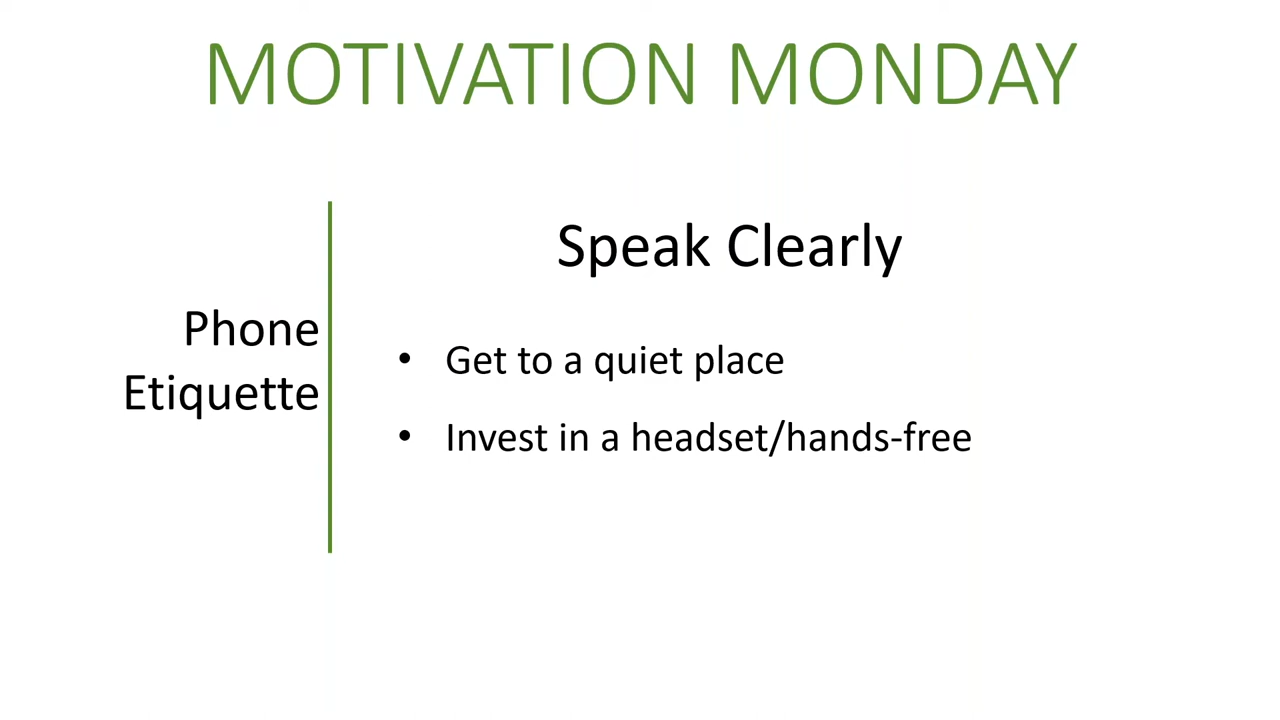 MOTIVATION MONDAY
Phone
Etiquette
Speak Clearly
• Get to a quiet place
• Invest in a headset/hands-free